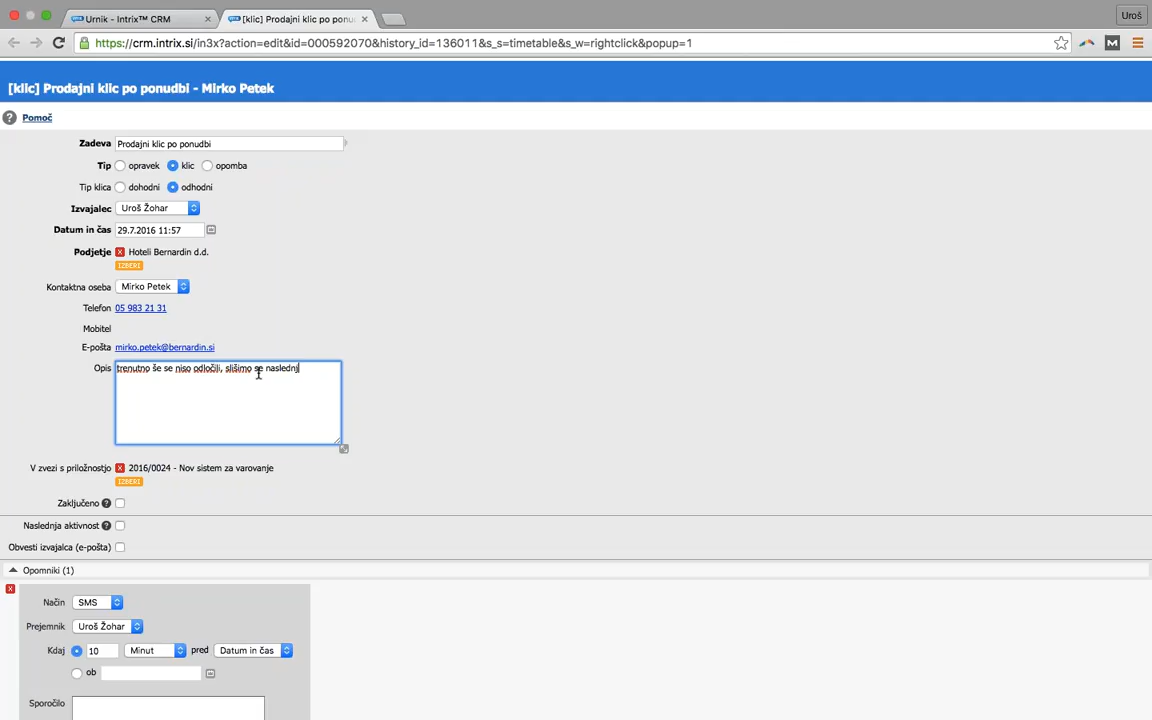 Urnik - Intrix™ CRM
[klic] Prodajni klic po ponu
Uroš
https://crm.intrix.si/in3x?action=edit&id=000592070&history_id=136011&s_s=timetable&s_w=rightclick&popup=1
M
[klic] Prodajni klic po ponudbi - Mirko Petek
? Pomoč
Zadeva Prodajni klic po ponudbi
Tip opravek klic opomba
Tip klica dohodni odhodni
Izvajalec Uroš Žohar
Datum in čas 29.7.2016 11:57
Podjetje x Hoteli Bernardin d.d.
IZBERI
Kontaktna oseba Mirko Petek
Telefon 05 983 21 31
Mobitel
E-pošta mirko.petek@bernardin.si
Opis trenutno še se niso odločili, slišimo se naslednj
V zvezi s priložnostjo x 2016/0024 - Nov sistem za varovanje
IZBERI
Zaključeno ?
Naslednja aktivnost ?
Obvesti izvajalca (e-pošta)
Opomniki (1)
x
Način SMS
Prejemnik Uroš Žohar
Kdaj 10 Minut pred Datum in čas
ob
Sporočilo